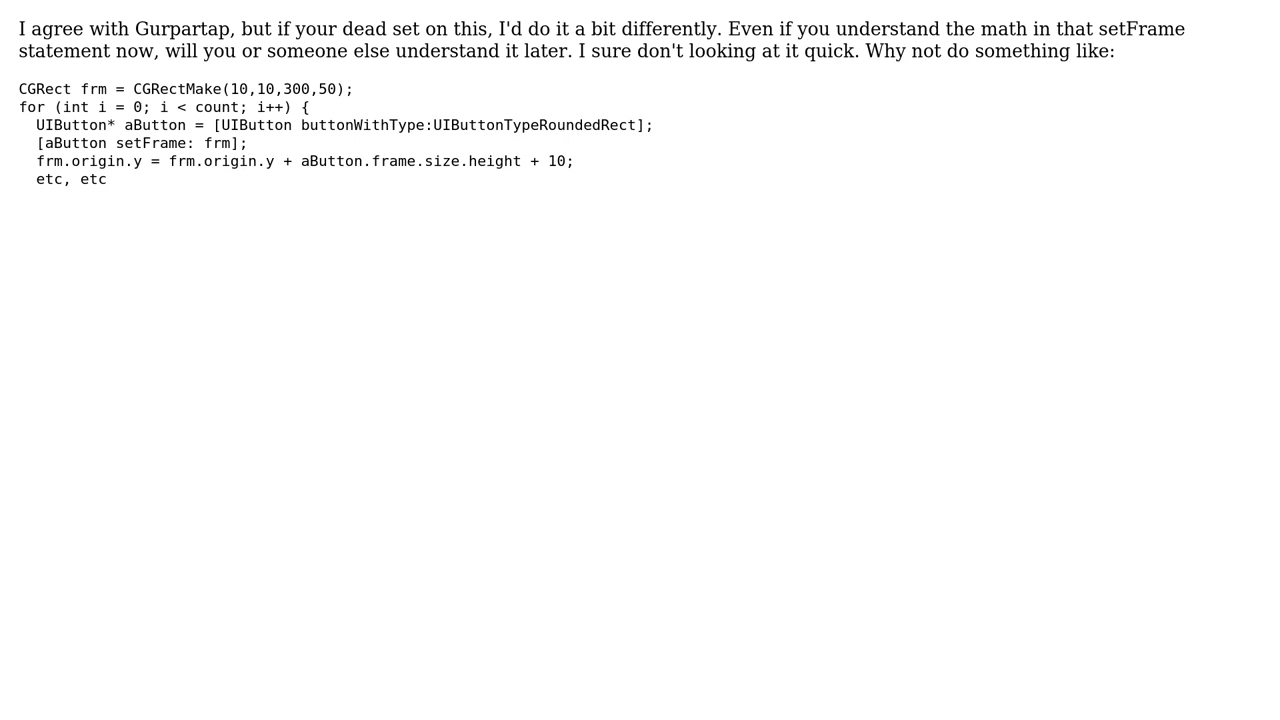 I agree with Gurpartap, but if your dead set on this, I'd do it a bit differently. Even if you understand the math in that setFrame
statement now, will you or someone else understand it later. I sure don't looking at it quick. Why not do something like:
CGRect frm = CGRectMake(10,10,300,50);
for (int i = 0; i < count; i++) {
  UIButton* aButton = [UIButton buttonWithType:UIButtonTypeRoundedRect];
  [aButton setFrame: frm];
  frm.origin.y = frm.origin.y + aButton.frame.size.height + 10;
  etc, etc